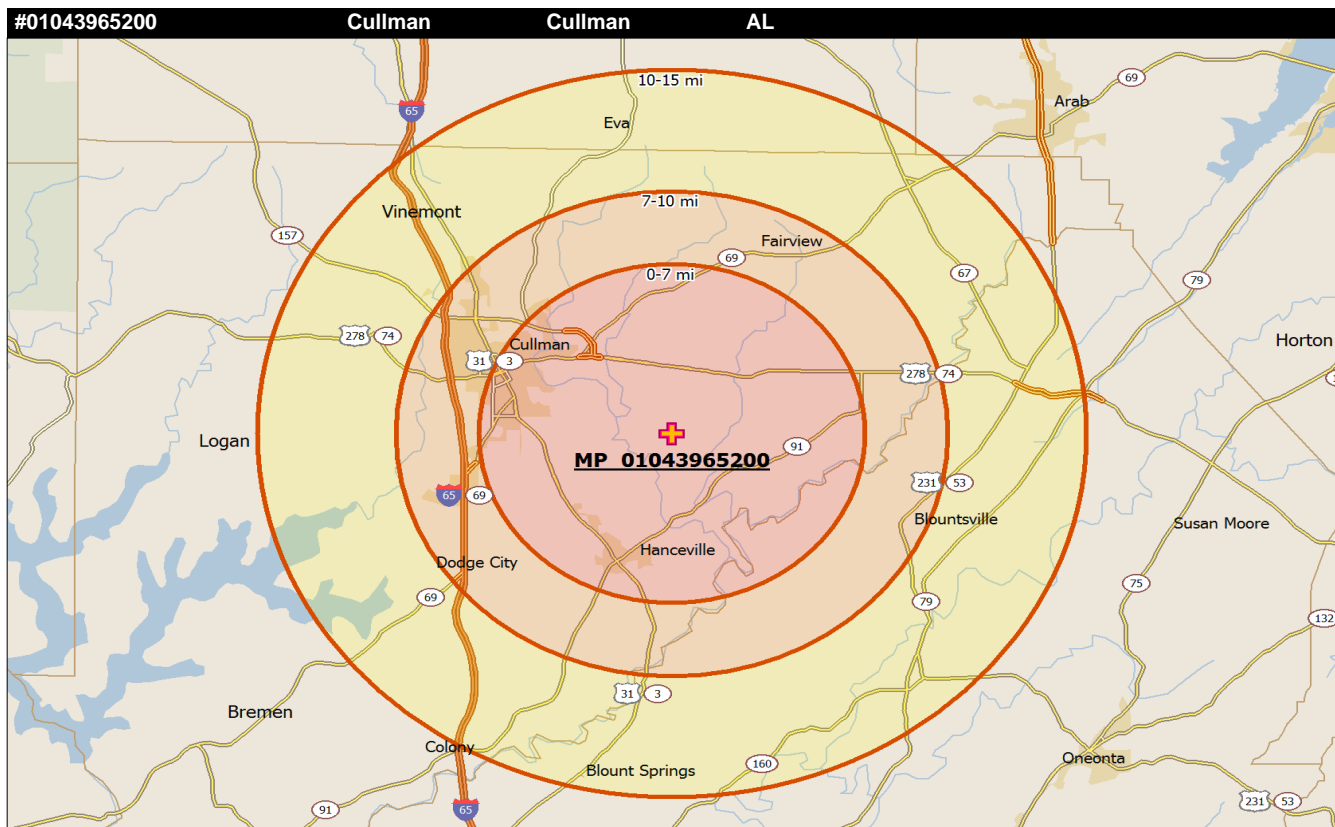 #01043965200 Cullman Cullman AL
10-15 mi
69
Arab
65
Eva
7-10 mi
Vinemont
157
Fairview
69
0-7 mi
67
79
278 74
Cullman
31 3
Horton
278 74
Logan
91
MP 01043965200
65 69
231 53
Blountsville
Susan Moore
Hanceville
Dodge City
69
75
79
132
31 3
Bremen
Colony
Oneonta
160
Blount Springs
91
65
231 53